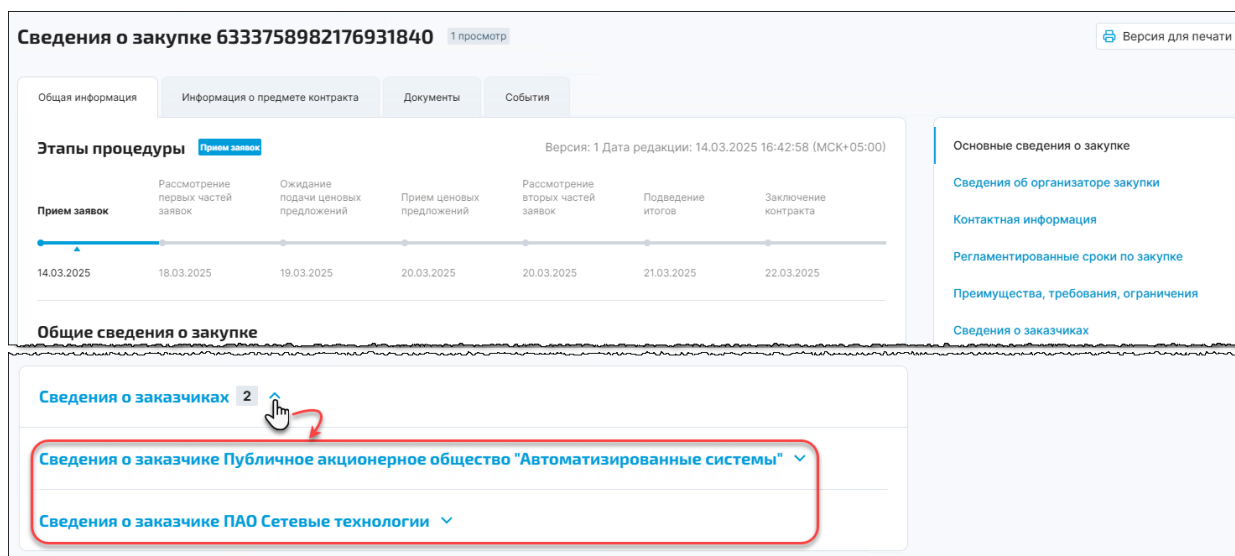 Сведения о закупке 6333758982176931840 1 просмотр
Версия для печати
Общая информация
Информация о предмете контракта
Документы
События
Этапы процедуры Прием заявок
Версия: 1 Дата редакции: 14.03.2025 16:42:58 (МСК+05:00)
Прием заявок
Рассмотрение
первых частей
заявок
Ожидание
подачи ценовых
предложений
Прием ценовых
предложений
Рассмотрение
вторых частей
заявок
Подведение
итогов
Заключение
контракта
14.03.2025
18.03.2025
19.03.2025
20.03.2025
20.03.2025
21.03.2025
22.03.2025
Общие сведения о закупке
Основные сведения о закупке
Сведения об организаторе закупки
Контактная информация
Регламентированные сроки по закупке
Преимущества, требования, ограничения
Сведения о заказчиках
Сведения о заказчиках 2
Сведения о заказчике Публичное акционерное общество "Автоматизированные системы"
Сведения о заказчике ПАО Сетевые технологии